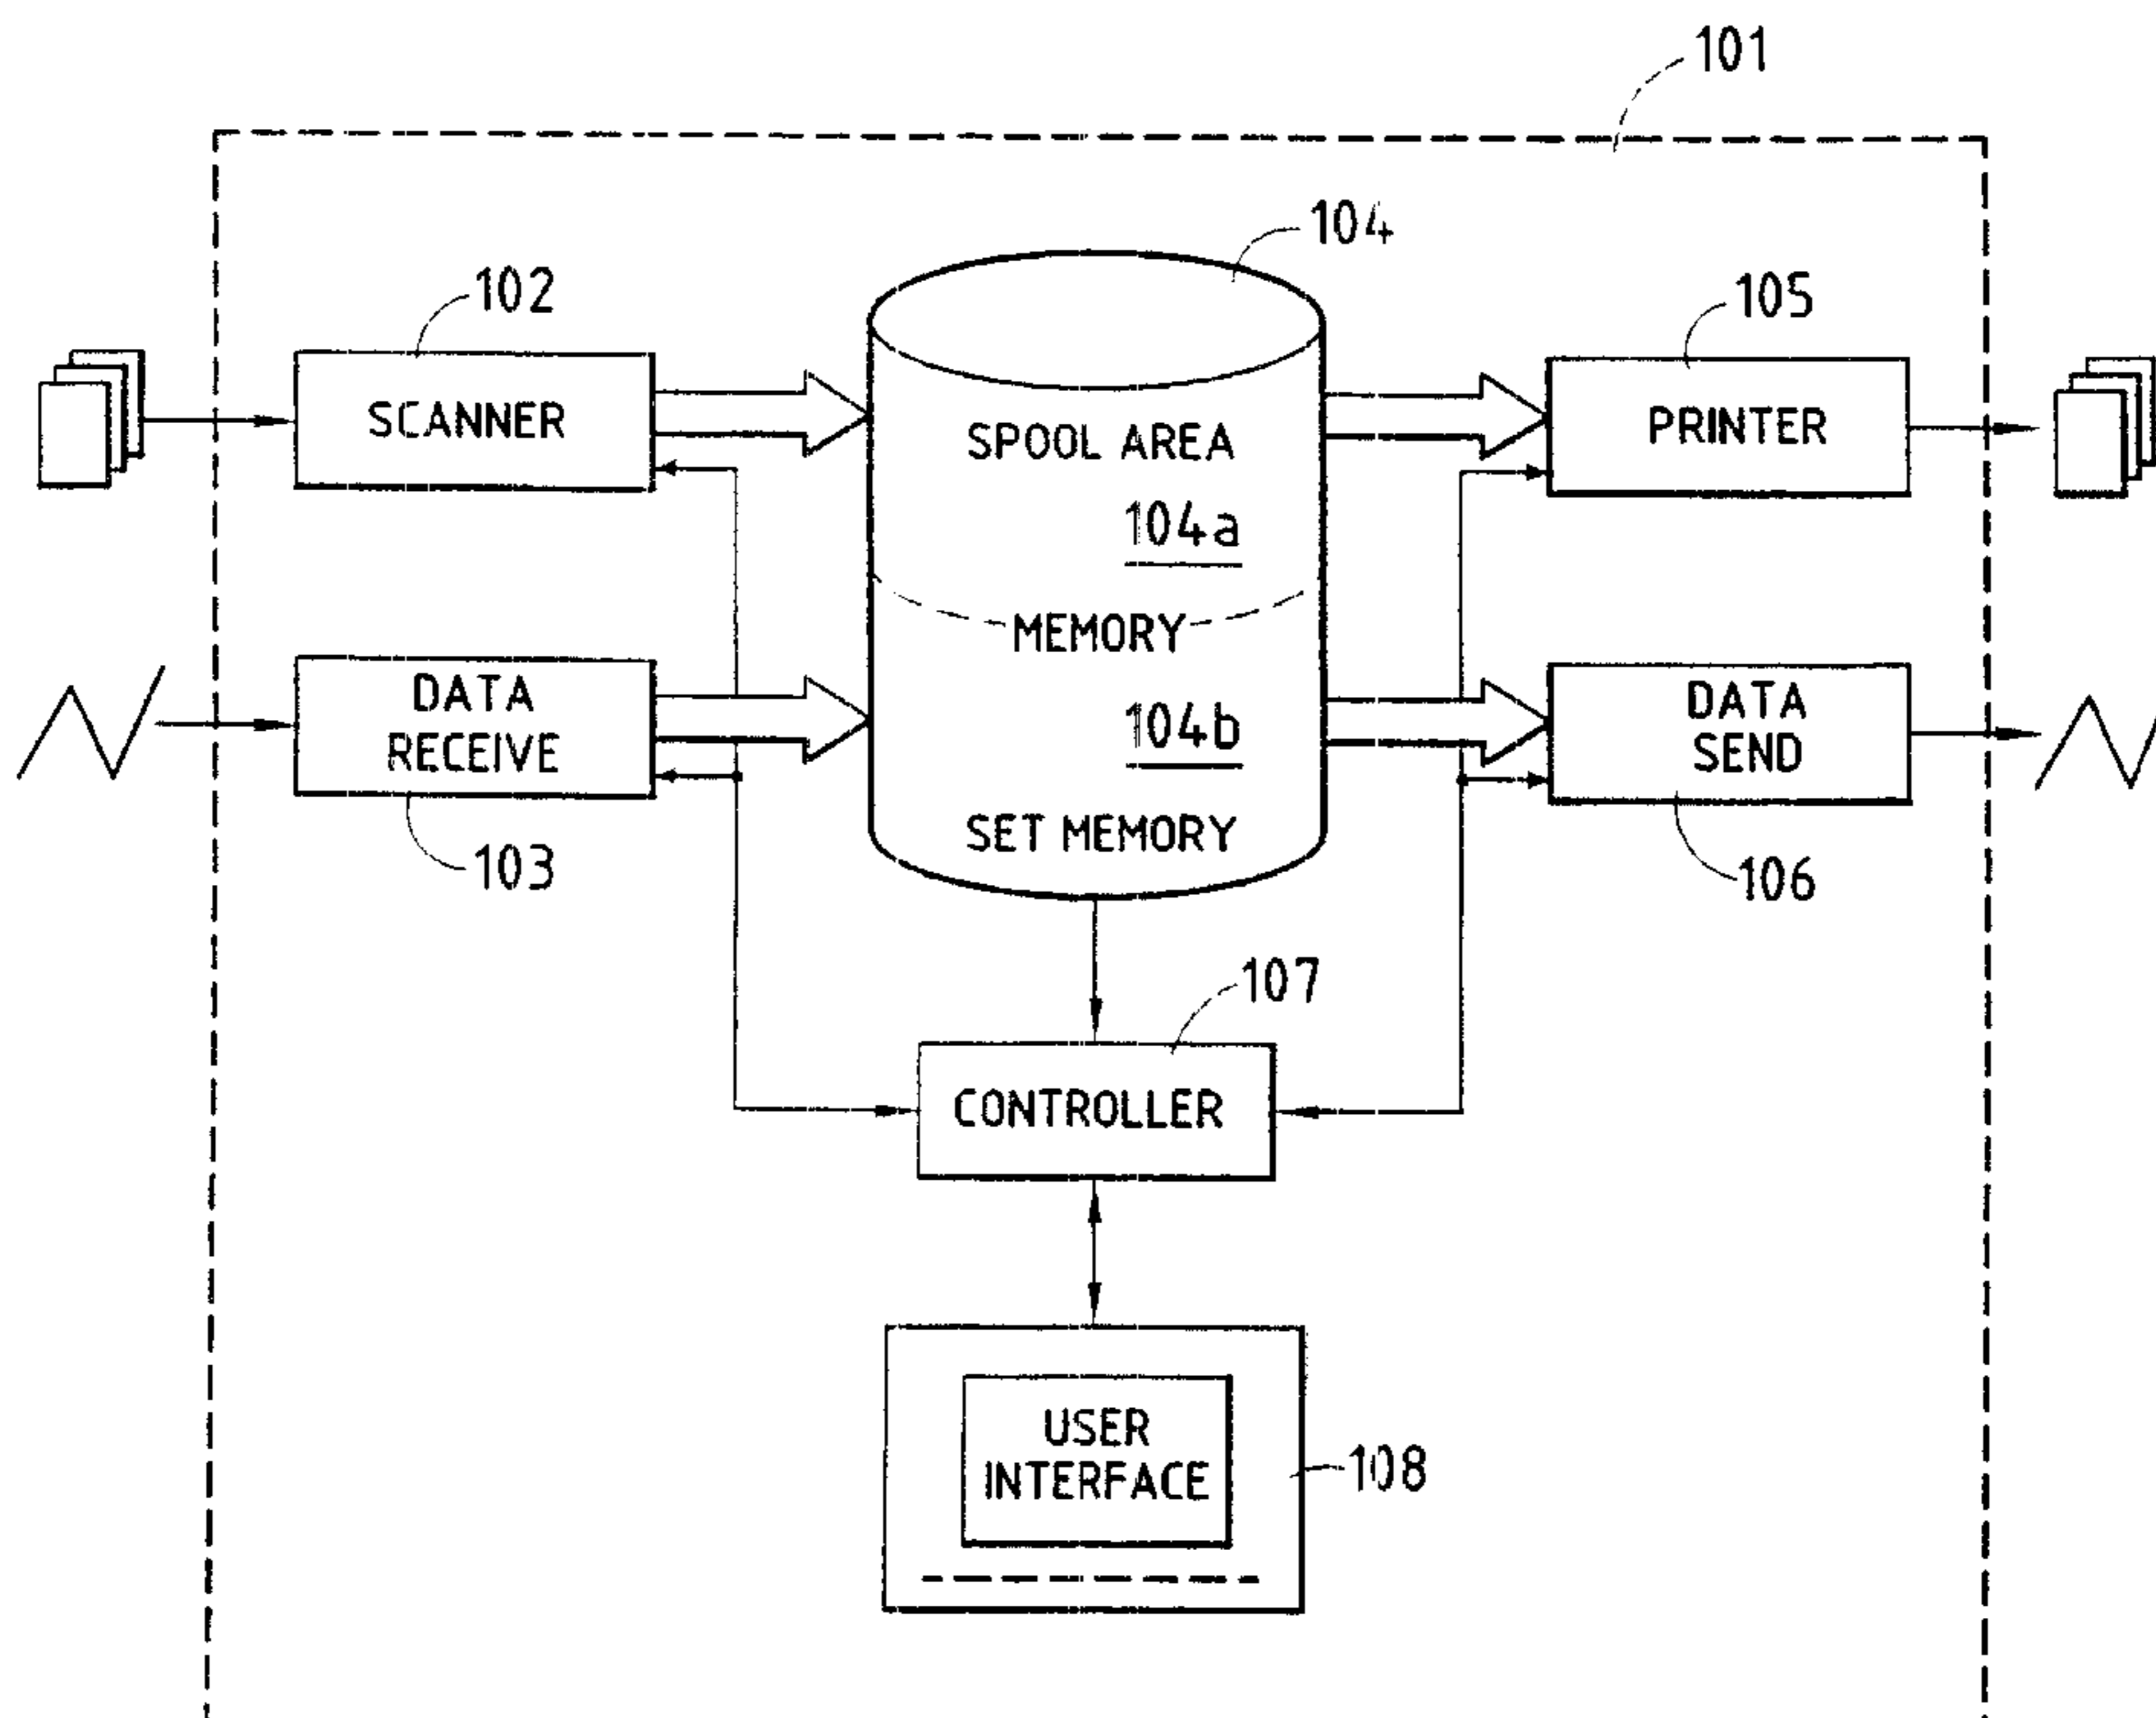 101
104
102
105
SCANNER
SPOOL AREA
PRINTER
104a
MEMORY
DATA
RECEIVE
104b
DATA
SEND
SET MEMORY
103
106
107
CONTROLLER
USER
INTERFACE
108